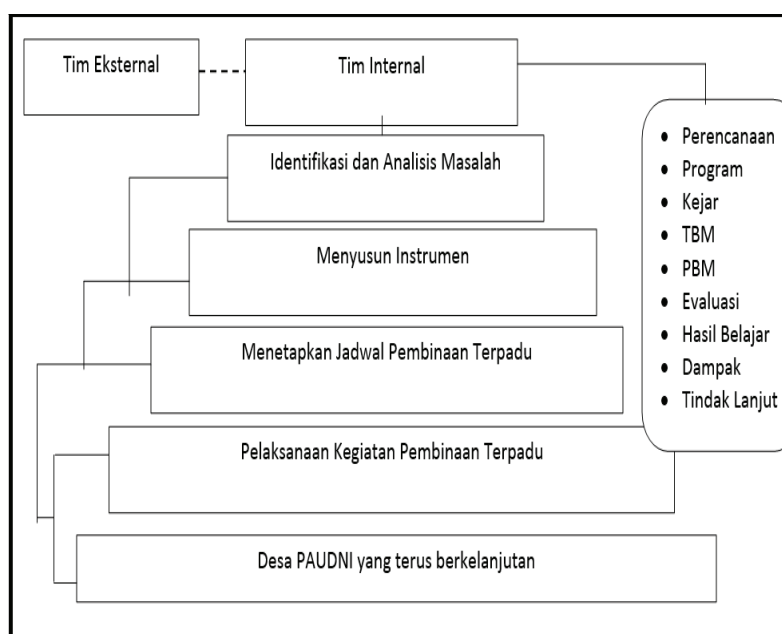 Tim Eksternal
Tim Internal
Identifikasi dan Analisis Masalah
Menyusun Instrumen
Menetapkan Jadwal Pembinaan Terpadu
Pelaksanaan Kegiatan Pembinaan Terpadu
Desa PAUDNI yang terus berkelanjutan
• Perencanaan
• Program
• Kejar
• TBM
• PBM
• Evaluasi
• Hasil Belajar
• Dampak
• Tindak Lanjut